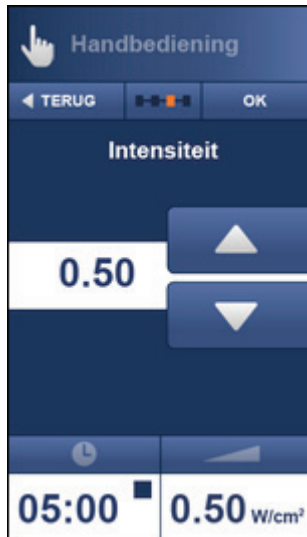 Handbediening
TERUG OK
Intensiteit
0.50
05:00 0.50 W/cm²